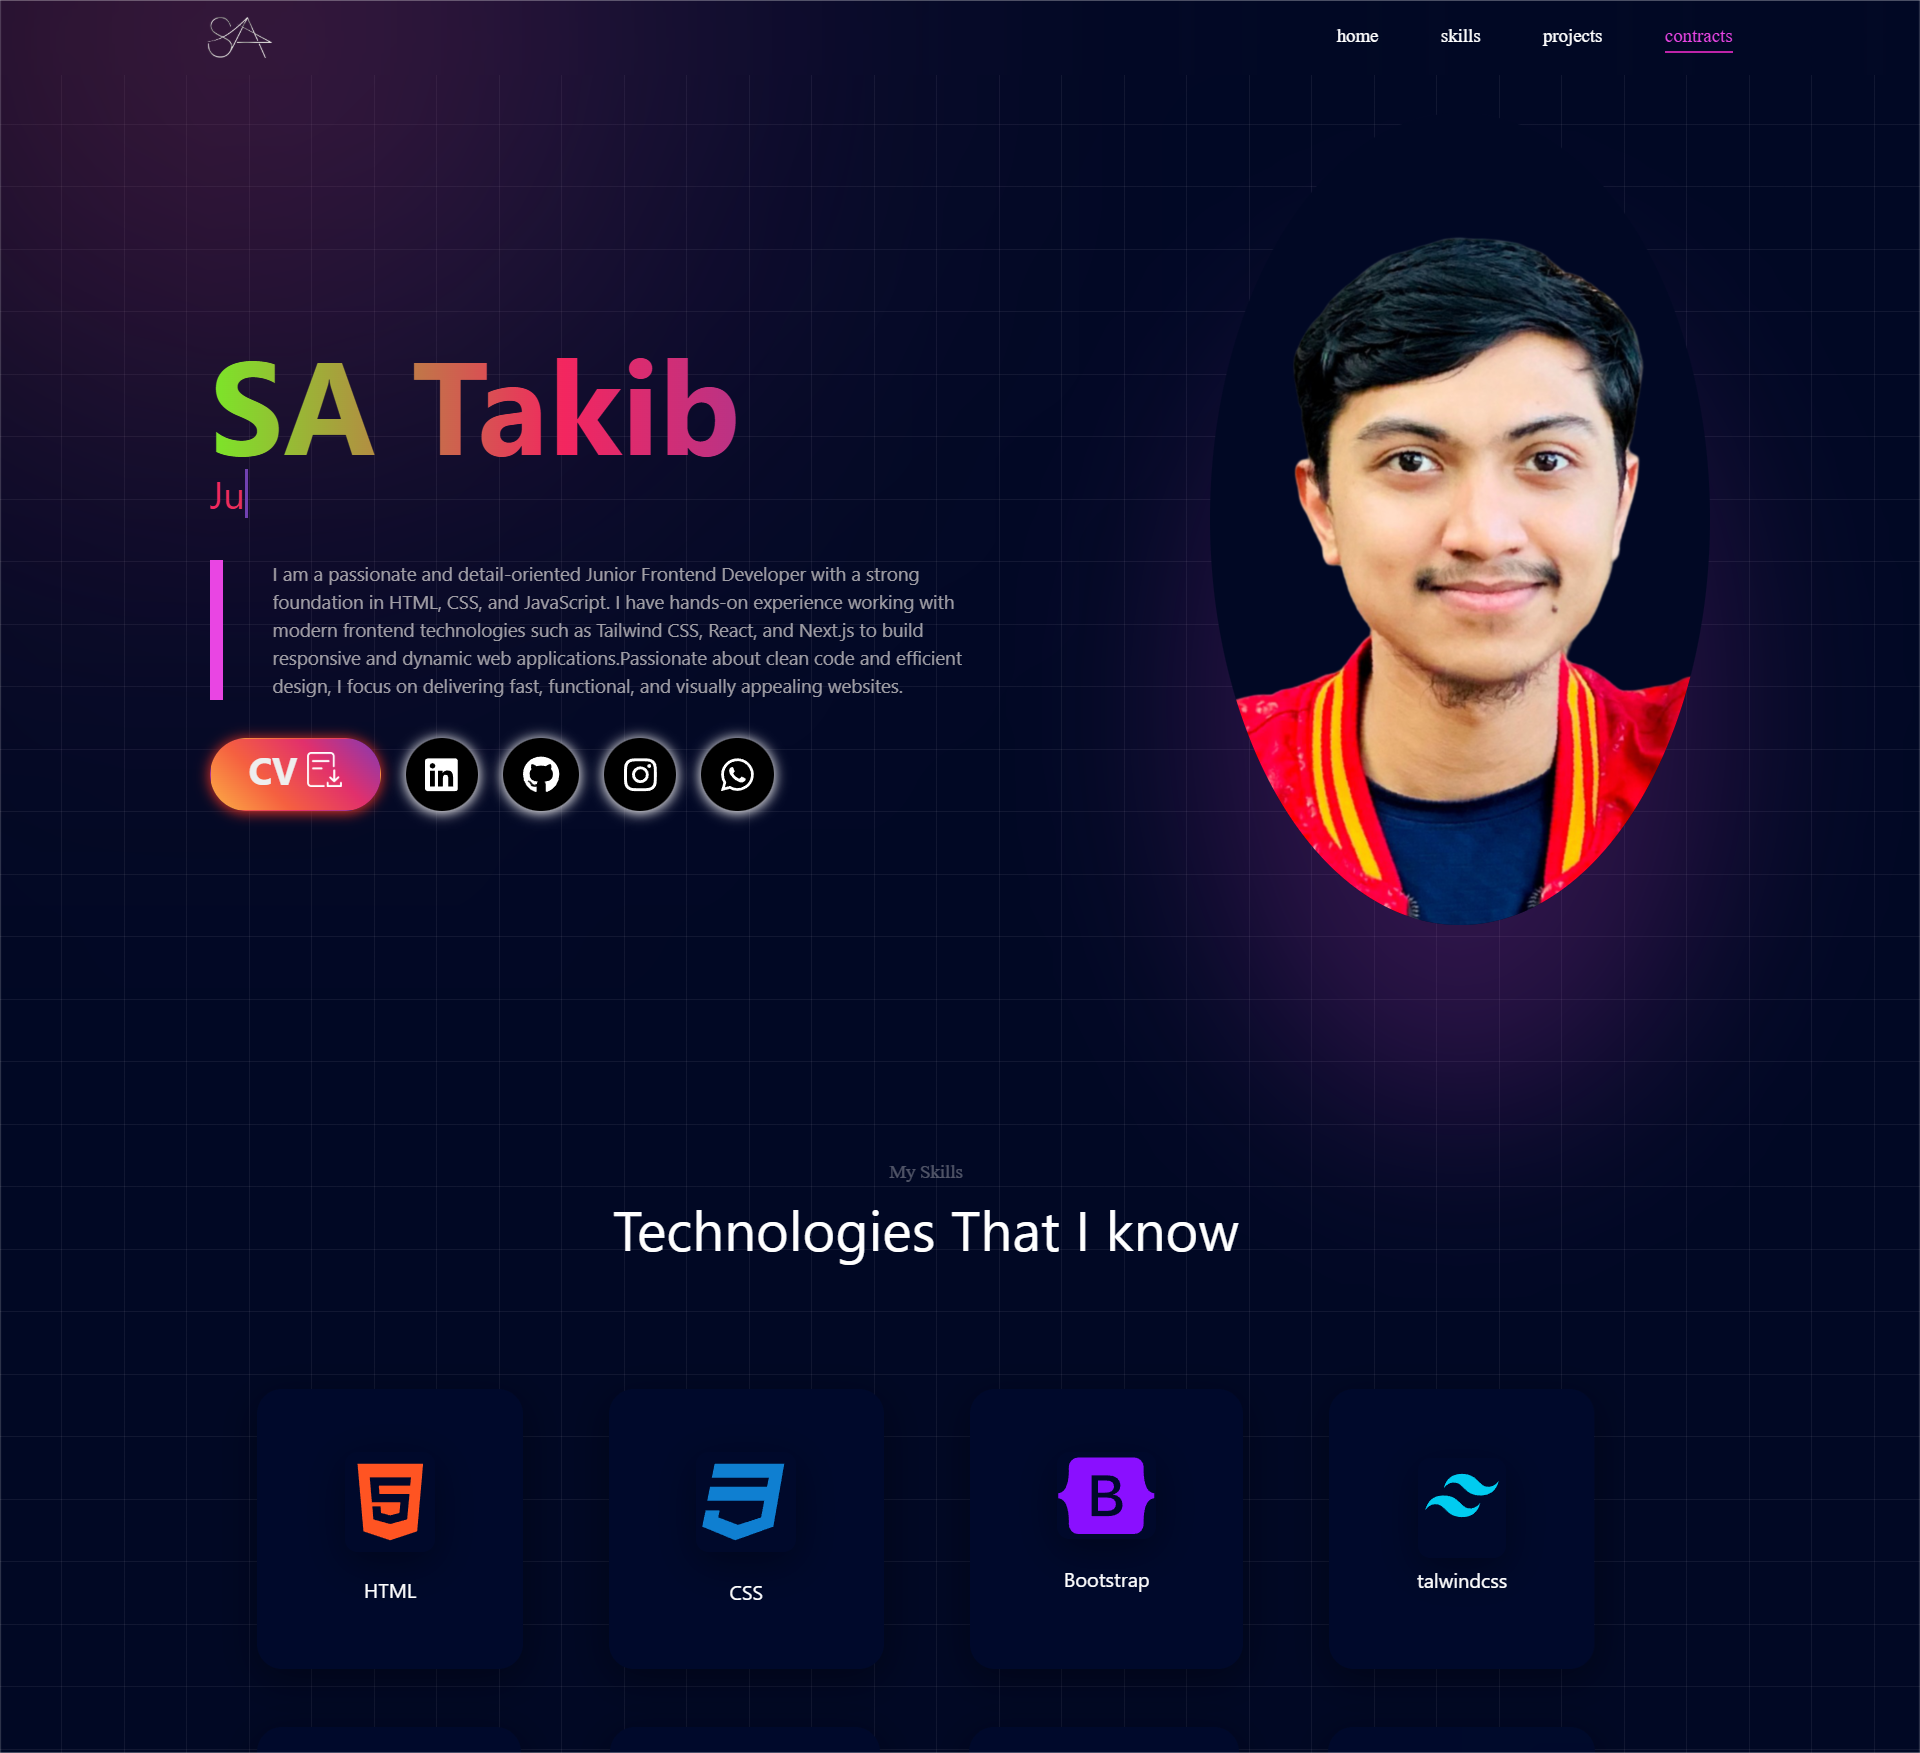 SA
home skills projects contracts
SA Takib
Ju
I am a passionate and detail-oriented Junior Frontend Developer with a strong
foundation in HTML, CSS, and JavaScript. I have hands-on experience working with
modern frontend technologies such as Tailwind CSS, React, and Next.js to build
responsive and dynamic web applications.Passionate about clean code and efficient
design, I focus on delivering fast, functional, and visually appealing websites.
CV
in
My Skills
Technologies That I know
5
B
HTML
CSS
Bootstrap
talwindcss